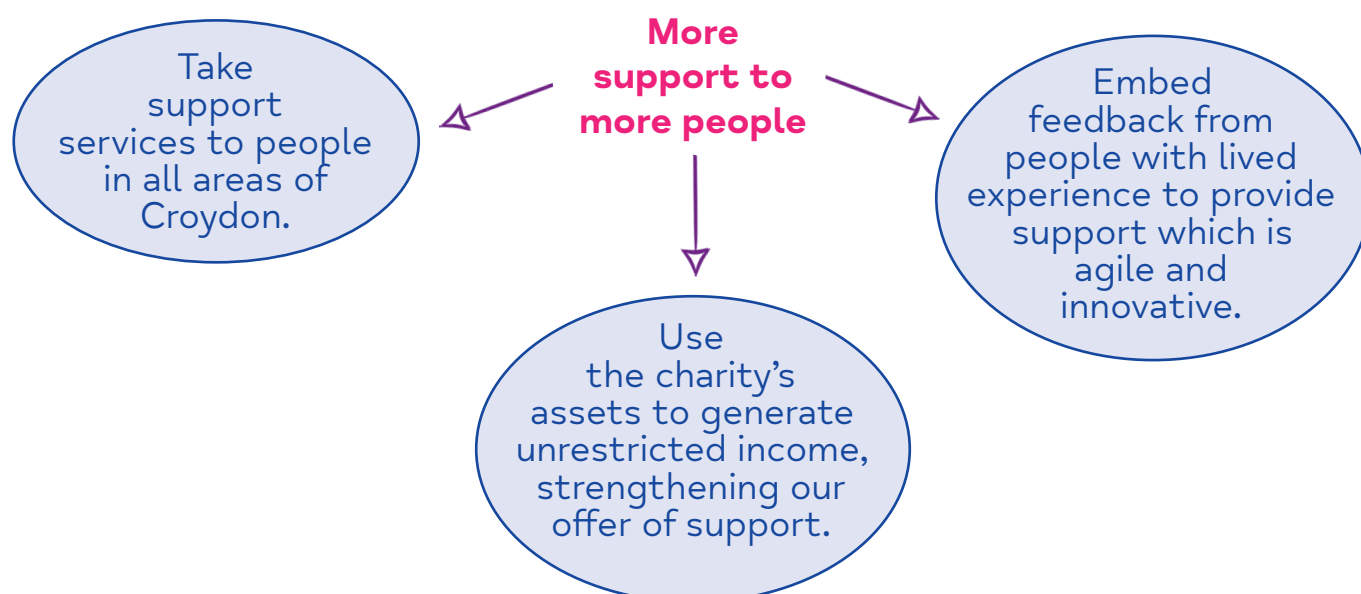 More
support to
more people
Take
support
services to people
in all areas of
Croydon.
Use
the charity’s
assets to generate
unrestricted income,
strengthening our
offer of support.
Embed
feedback from
people with lived
experience to provide
support which is
agile and
innovative.